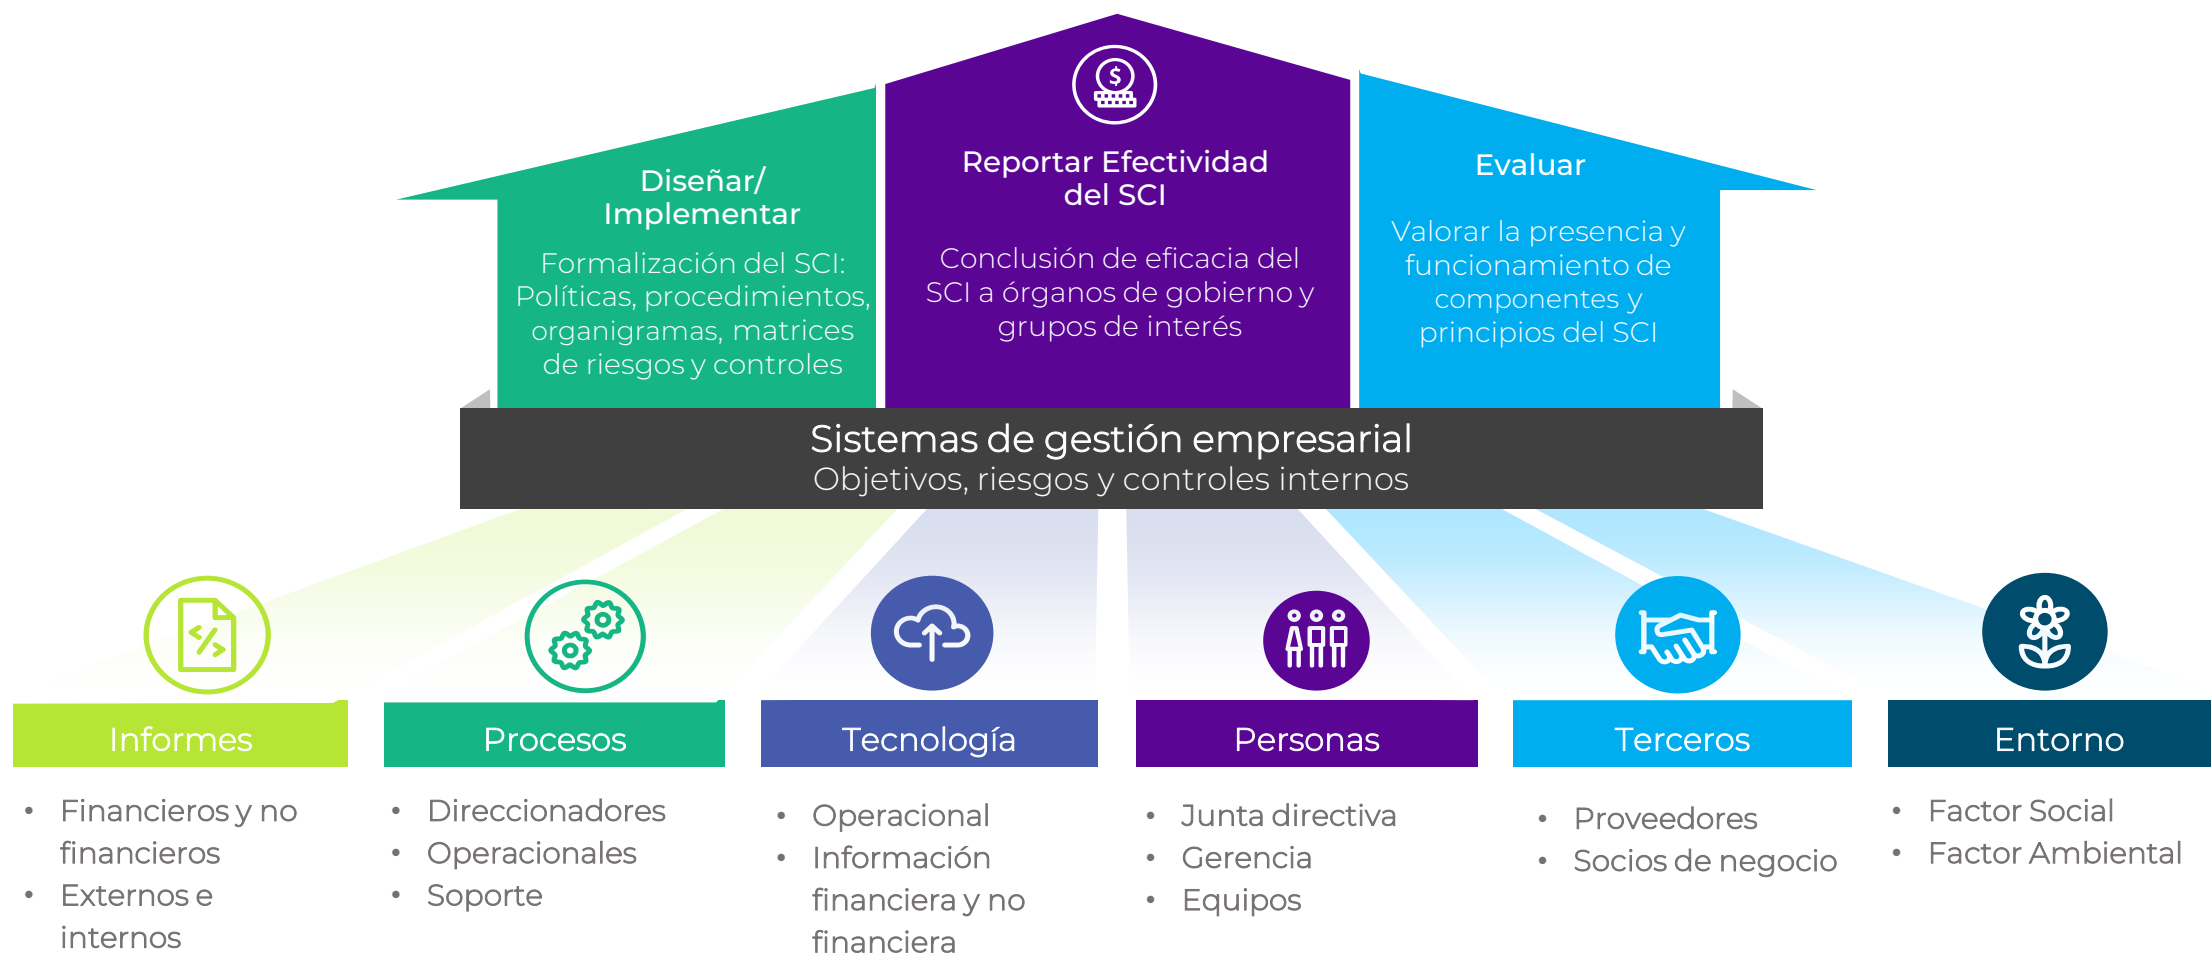 Diseñar/
Implementar
Formalización del SCI:
Políticas, procedimientos,
organigramas, matrices
de riesgos y controles
$
Reportar Efectividad
del SCI
Conclusión de eficacia del
SCI a órganos de gobierno y
grupos de interés
Evaluar
Valorar la presencia y
funcionamiento de
componentes y
principios del SCI
Sistemas de gestión empresarial
Objetivos, riesgos y controles internos
Informes
• Financieros y no
financieros
• Externos e
internos
Procesos
• Direccionadores
• Operacionales
• Soporte
Tecnología
• Operacional
• Información
financiera y no
financiera
Personas
• Junta directiva
• Gerencia
• Equipos
Terceros
• Proveedores
• Socios de negocio
Entorno
• Factor Social
• Factor Ambiental